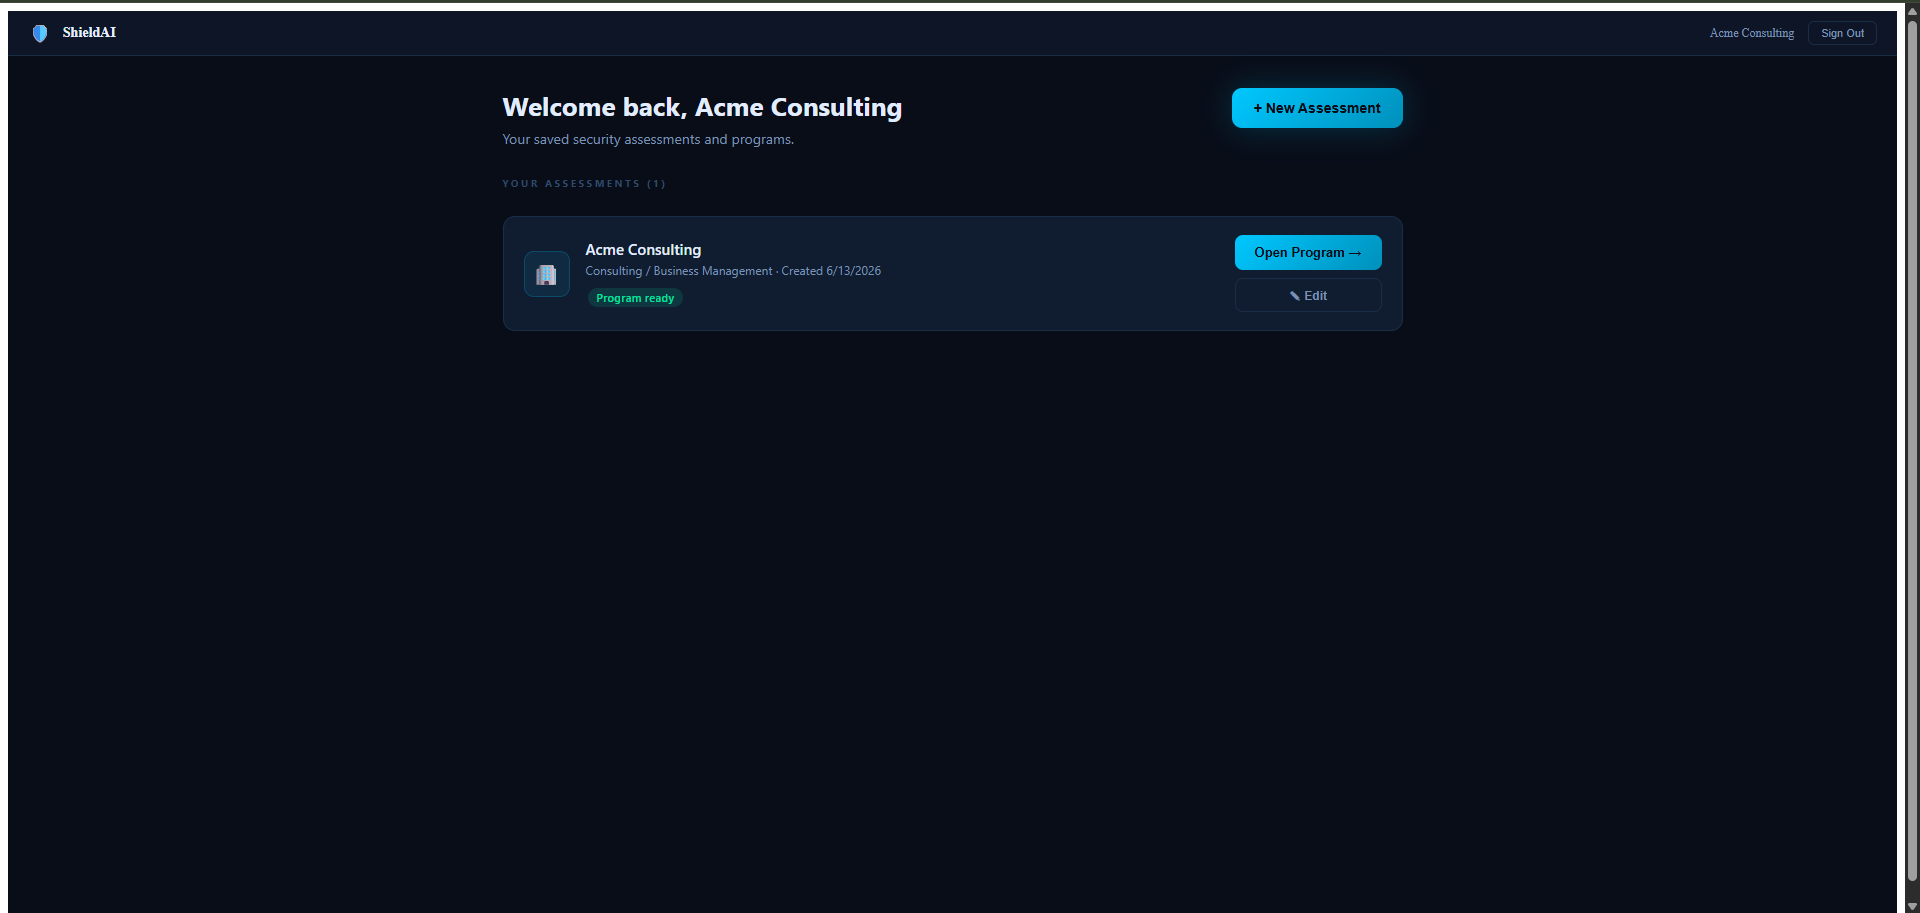 ShieldAI
Acme Consulting
Sign Out
Welcome back, Acme Consulting
+ New Assessment
Your saved security assessments and programs.
YOUR ASSESSMENTS (1)
Acme Consulting
Consulting / Business Management · Created 6/13/2026
Program ready
Open Program →
✎ Edit